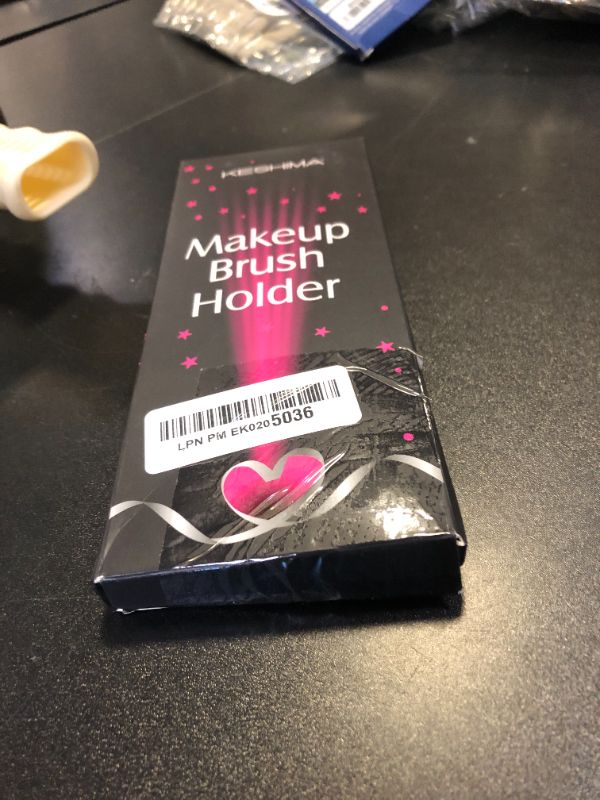 KESHIMA
Makeup
Brush
Holder
LPN PM EK0205036